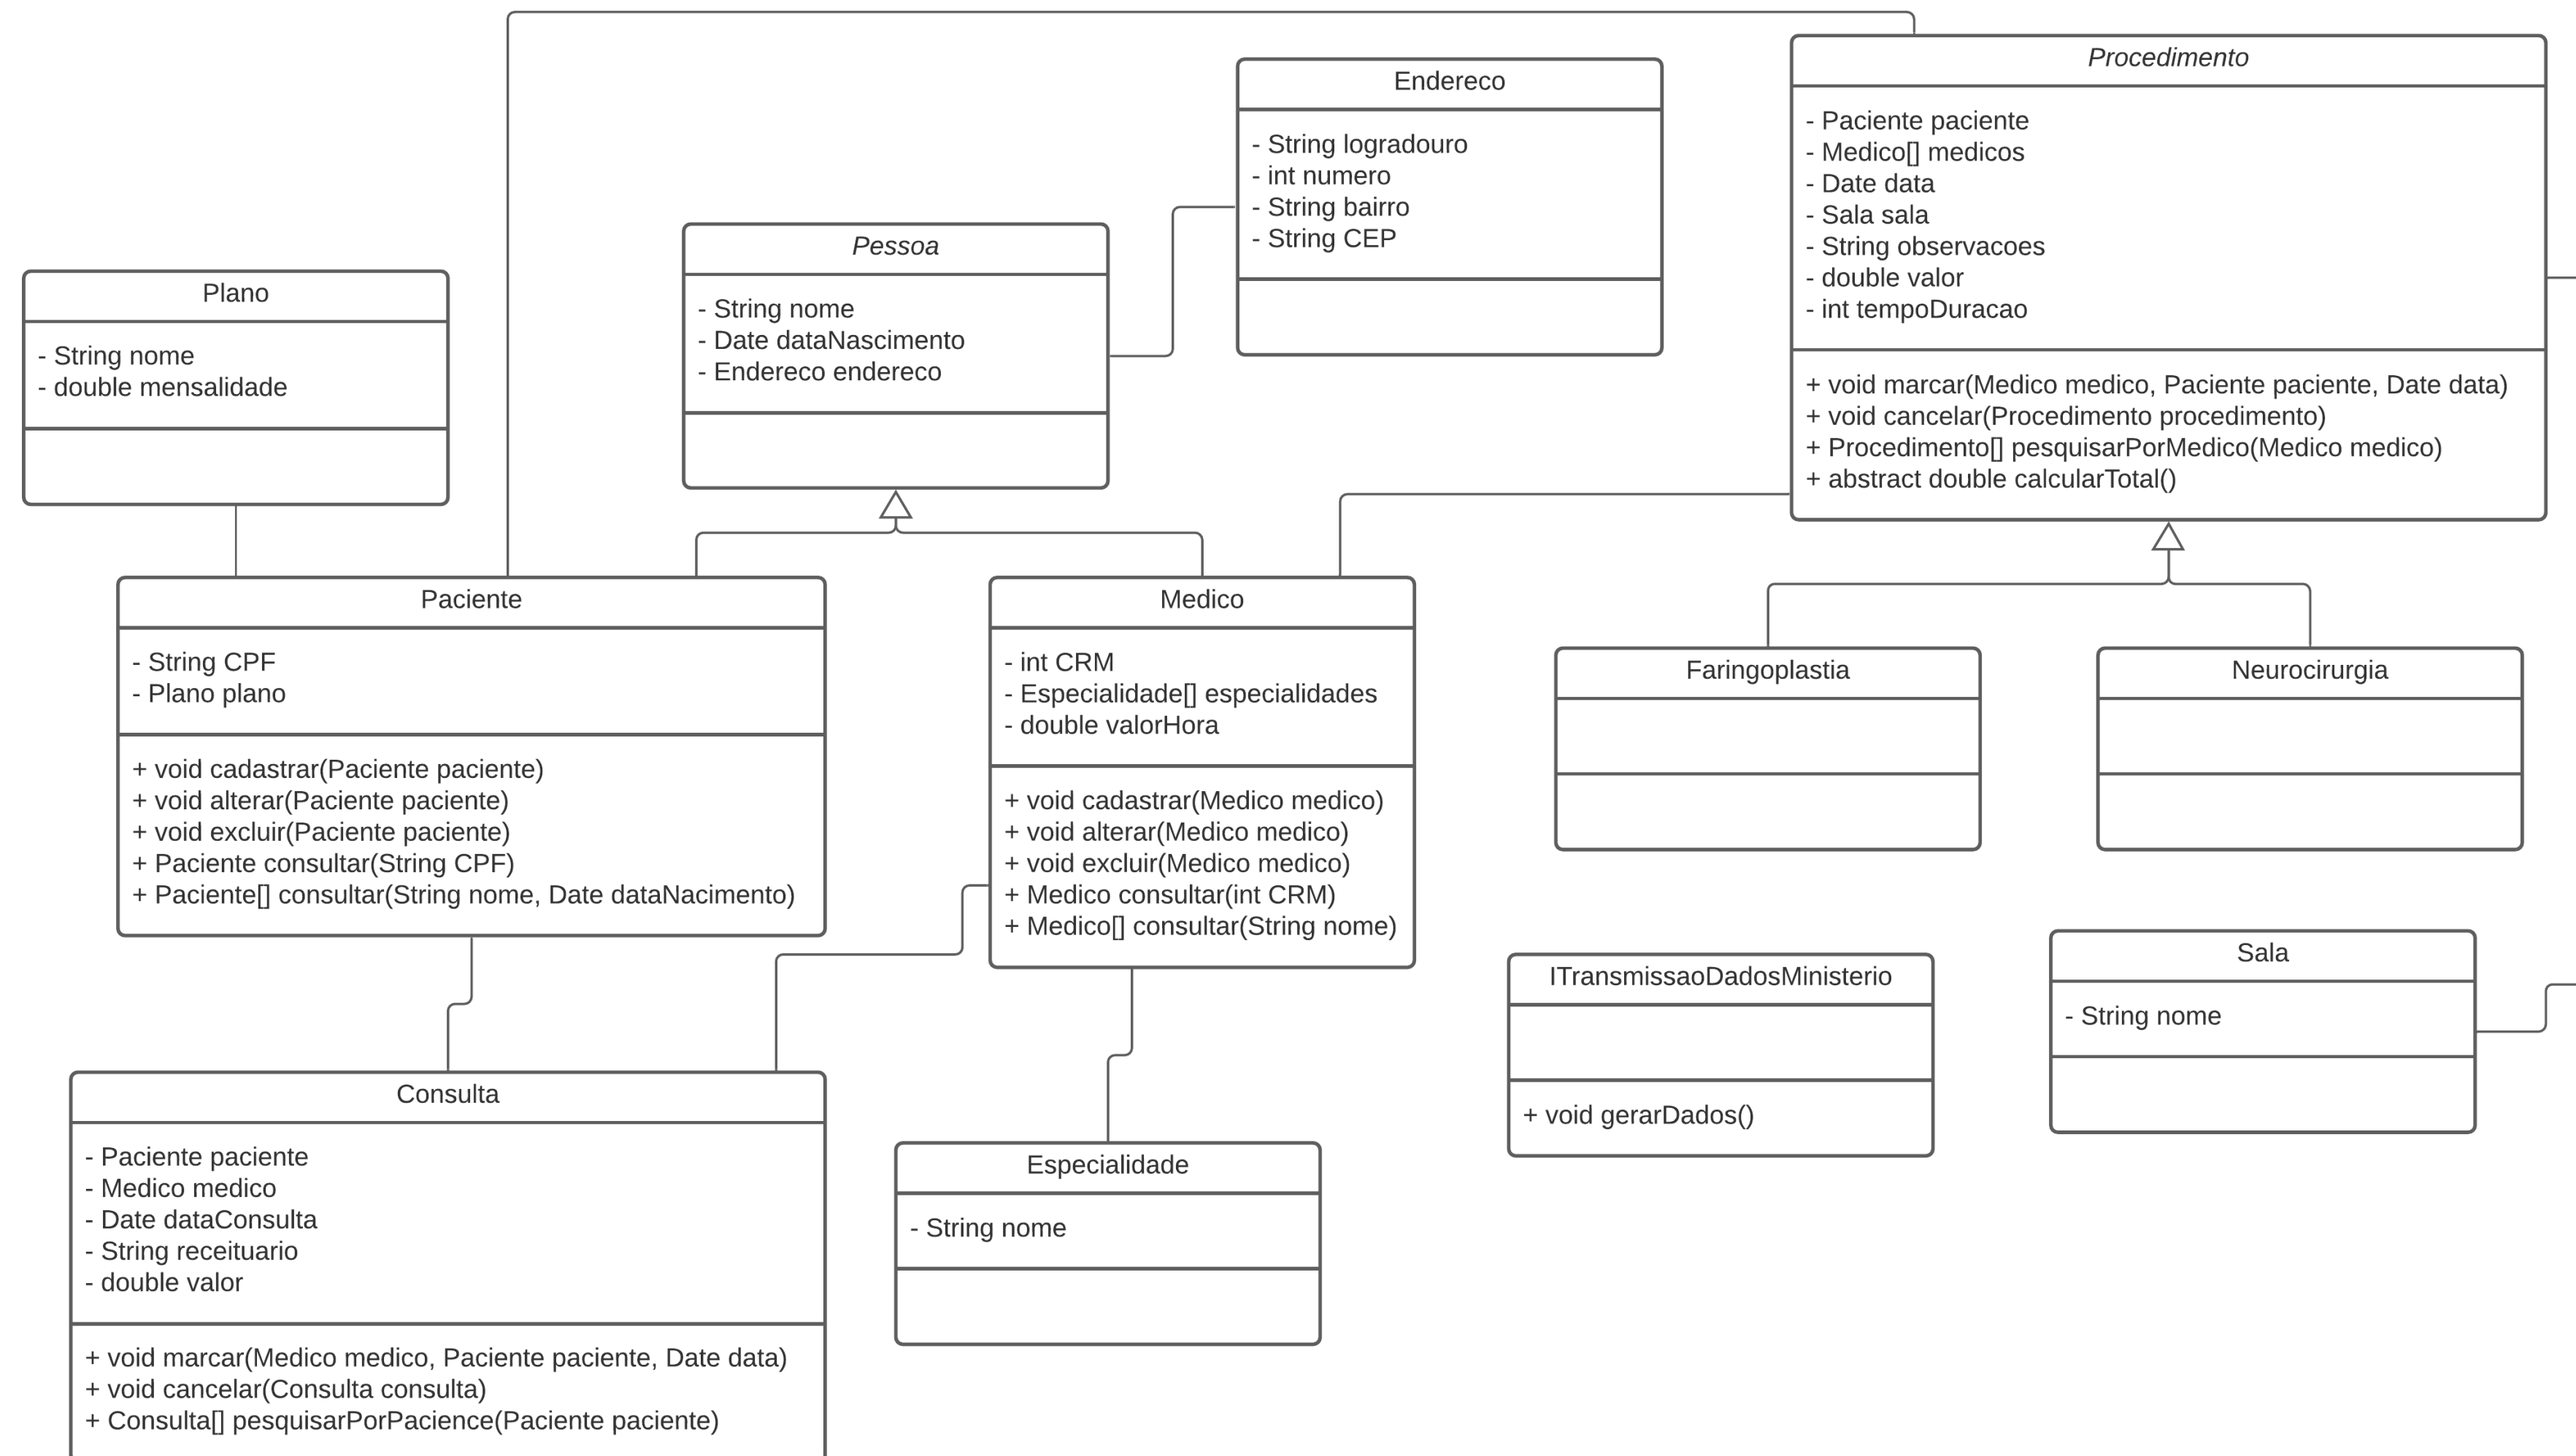 Procedimento
- Paciente paciente
- Medico[] medicos
- Date data
- Sala sala
- String observacoes
- double valor
- int tempoDuracao
+ void marcar(Medico medico, Paciente paciente, Date data)
+ void cancelar(Procedimento procedimento)
+ Procedimento[] pesquisarPorMedico(Medico medico)
+ abstract double calcularTotal()
Endereco
- String logradouro
- int numero
- String bairro
- String CEP
Pessoa
- String nome
- Date dataNascimento
- Endereco endereco
Plano
- String nome
- double mensalidade
Paciente
- String CPF
- Plano plano
+ void cadastrar(Paciente paciente)
+ void alterar(Paciente paciente)
+ void excluir(Paciente paciente)
+ Paciente consultar(String CPF)
+ Paciente[] consultar(String nome, Date dataNacimento)
Medico
- int CRM
- Especialidade[] especialidades
- double valorHora
+ void cadastrar(Medico medico)
+ void alterar(Medico medico)
+ void excluir(Medico medico)
+ Medico consultar(int CRM)
+ Medico[] consultar(String nome)
Faringoplastia
Neurocirurgia
ITransmissaoDadosMinisterio
+ void gerarDados()
Sala
- String nome
Consulta
- Paciente paciente
- Medico medico
- Date dataConsulta
- String receituario
- double valor
+ void marcar(Medico medico, Paciente paciente, Date data)
+ void cancelar(Consulta consulta)
+ Consulta[] pesquisarPorPacience(Paciente paciente)
Especialidade
- String nome